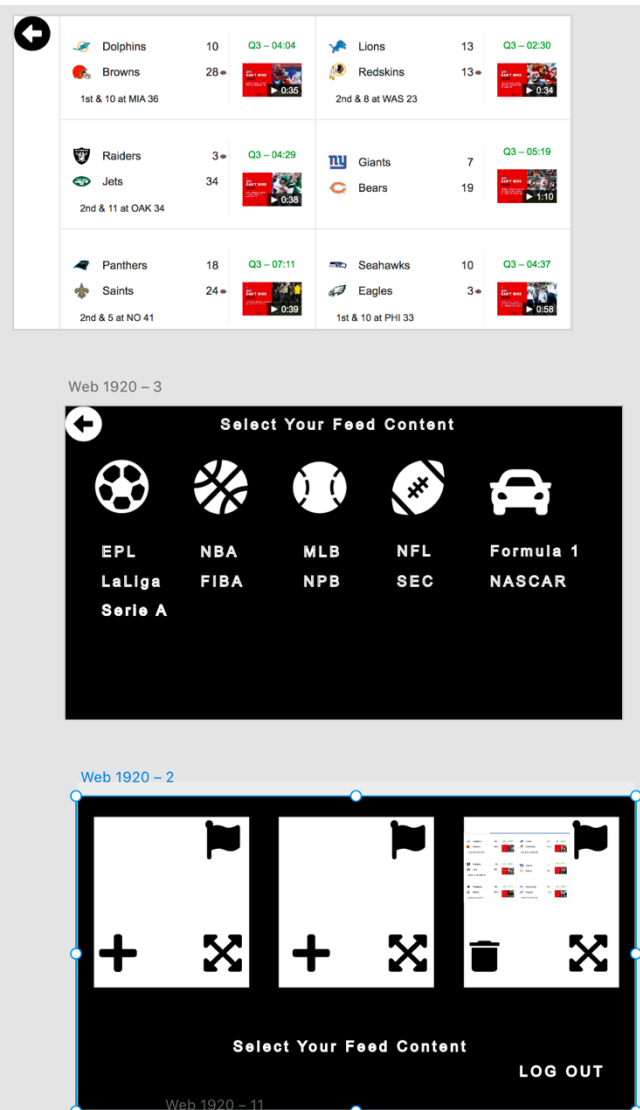 Dolphins 10 Q3 – 04:04 Lions 13 Q3 – 02:30
Browns 28 0:35 Redskins 13 0:34
1st & 10 at MIA 36 2nd & 8 at WAS 23
Raiders 3 Q3 – 04:29 Giants 7 Q3 – 05:19
Jets 34 0:38 Bears 19 1:10
2nd & 11 at OAK 34
Panthers 18 Q3 – 07:11 Seahawks 10 Q3 – 04:37
Saints 24 0:39 Eagles 3 0:58
2nd & 5 at NO 41 1st & 10 at PHI 33
Web 1920 – 3
Select Your Feed Content
EPL NBA MLB NFL Formula 1
LaLiga FIBA NPB SEC NASCAR
Serie A
Web 1920 – 2
Select Your Feed Content
LOG OUT
Web 1920 – 11